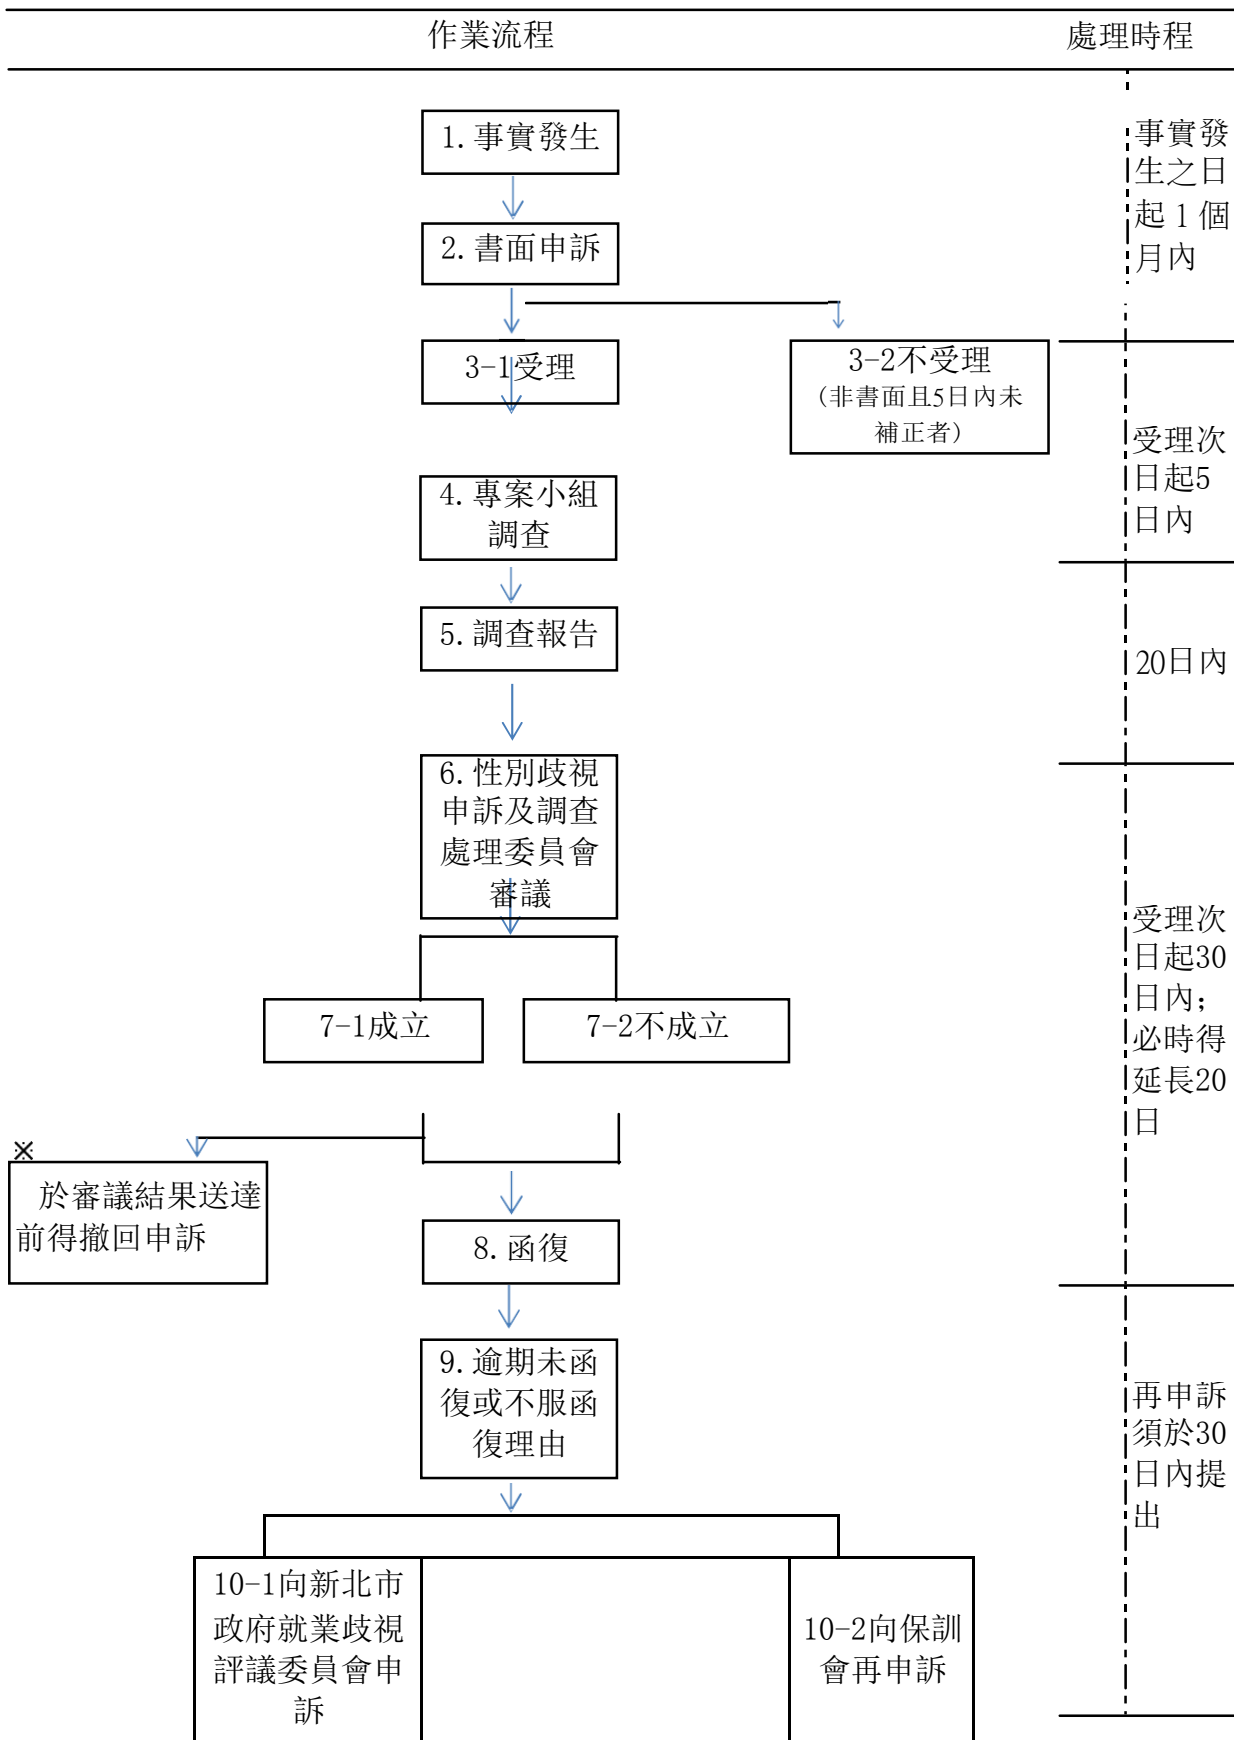 作業流程
處理時程
1.事實發生
事實發
生之日
起1個
月內
2.書面申訴
3-1受理
3-2不受理
(非書面且5日內未
補正者)
受理次
日起5
日內
4.專案小組
調查
5.調查報告
20日內
6.性別歧視
申訴及調查
處理委員會
審議
受理次
日起30
日內;
必時得
延長20
日
7-1成立
7-2不成立
※
於審議結果送達
前得撤回申訴
8.函復
9.逾期未函
復或不服函
復理由
再申訴
須於30
日內提
出
10-1向新北市
政府就業歧視
評議委員會申
訴
10-2向保訓
會再申訴